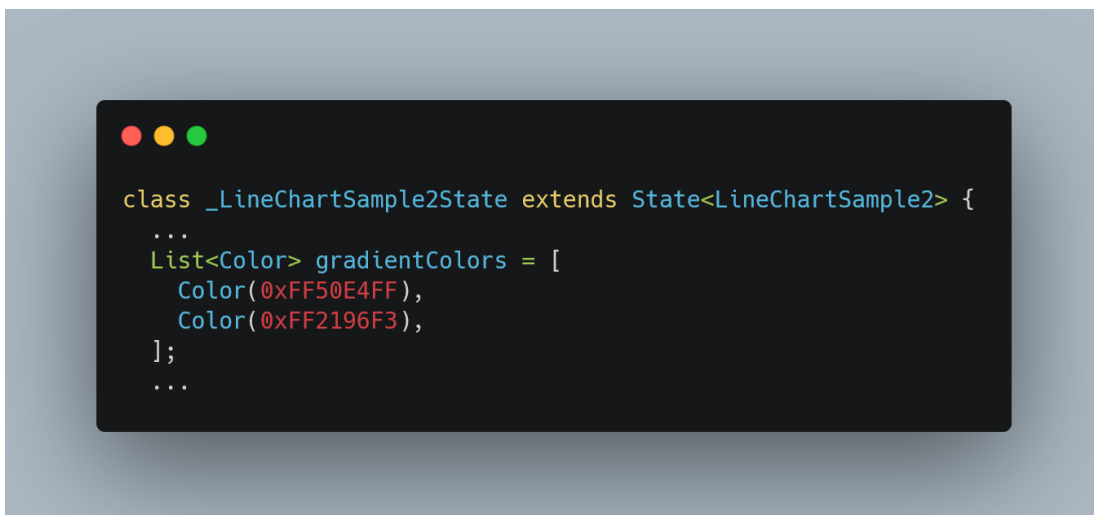 class _LineChartSample2State extends State<LineChartSample2> {
  ...
  List<Color> gradientColors = [
    Color(0xFF50E4FF),
    Color(0xFF2196F3),
  ];
  ...